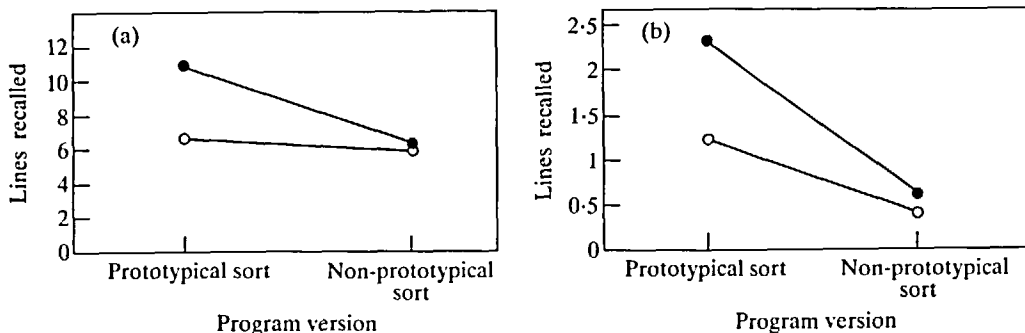 (a)
Lines recalled
12
10
8
6
4
2
0
Prototypical sort
Non-prototypical
sort
Program version
(b)
Lines recalled
2·5
2
1·5
1
0·5
0
Prototypical sort
Non-prototypical
sort
Program version